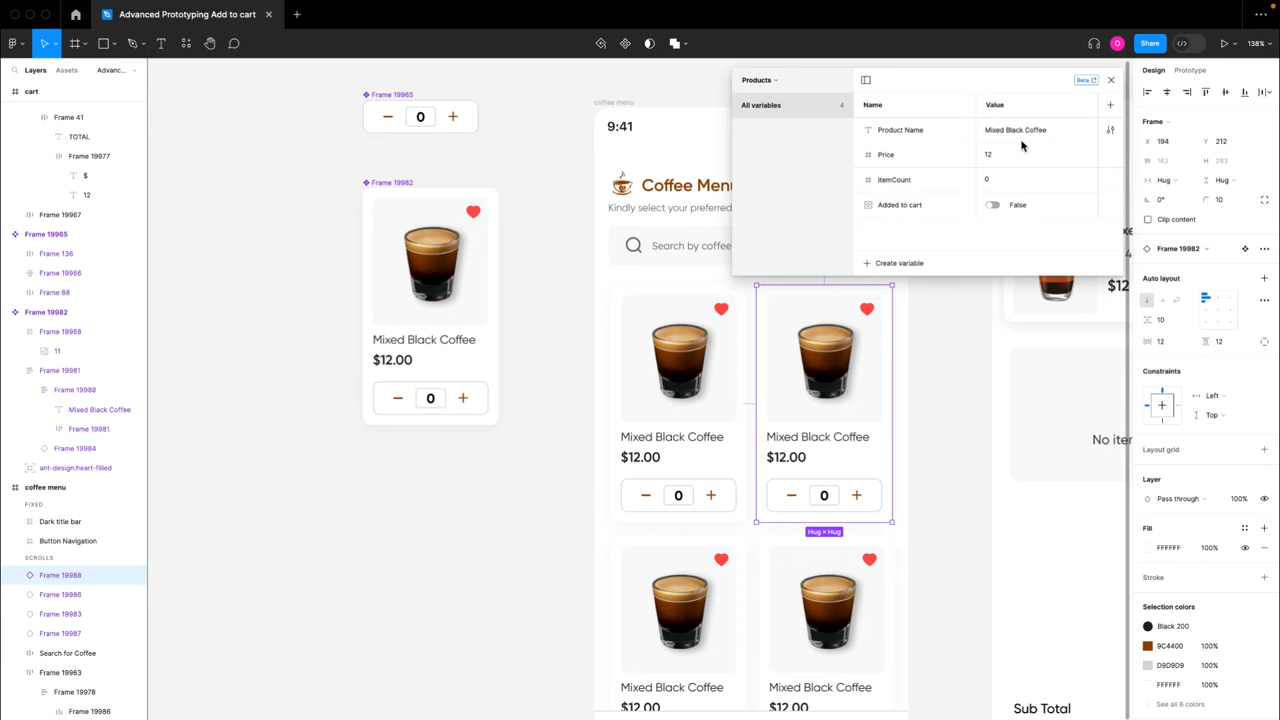 Advanced Prototyping Add to cart
Share
138%
Layers
Assets
Advanc...
cart
Frame 41
TOTAL
Frame 19977
$
12
Frame 19967
Frame 19965
Frame 136
Frame 19966
Frame 88
Frame 19982
Frame 19968
11
Frame 19981
Frame 19980
Mixed Black Coffee
Frame 19981
Frame 19984
ant-design:heart-filled
coffee menu
FIXED
Dark title bar
Button Navigation
SCROLLS
Frame 19988
Frame 19986
Frame 19983
Frame 19987
Search for Coffee
Frame 19963
Frame 19978
Frame 19986
Frame 19965
0
Frame 19982
Mixed Black Coffee
$12.00
0
coffee menu
9:41
Coffee Menu
Kindly select your preferred
Search by coffee
Mixed Black Coffee
$12.00
0
Mixed Black Coffee
$12.00
0
Hug × Hug
Mixed Black Coffee
$12.00
Mixed Black Coffee
$12.00
Products
Beta
All variables
4
Name
Value
Product Name
Mixed Black Coffee
Price
12
itemCount
0
Added to cart
False
Create variable
$12
No iter
Sub Total
Design
Prototype
Frame
X
194
Y
212
W
162
H
283
Hug
Hug
0°
10
Clip content
Frame 19982
Auto layout
10
12
12
Constraints
Left
Top
Layout grid
Layer
Pass through
100%
Fill
FFFFFF
100%
Stroke
Selection colors
Black 200
9C4400
100%
D9D9D9
100%
FFFFFF
100%
See all 6 colors